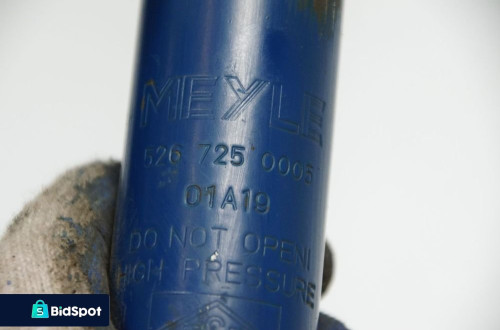 MEYLE
626 725 0005
01A19
DO NOT OPEN!
HIGH PRESSURE
S BidSpot